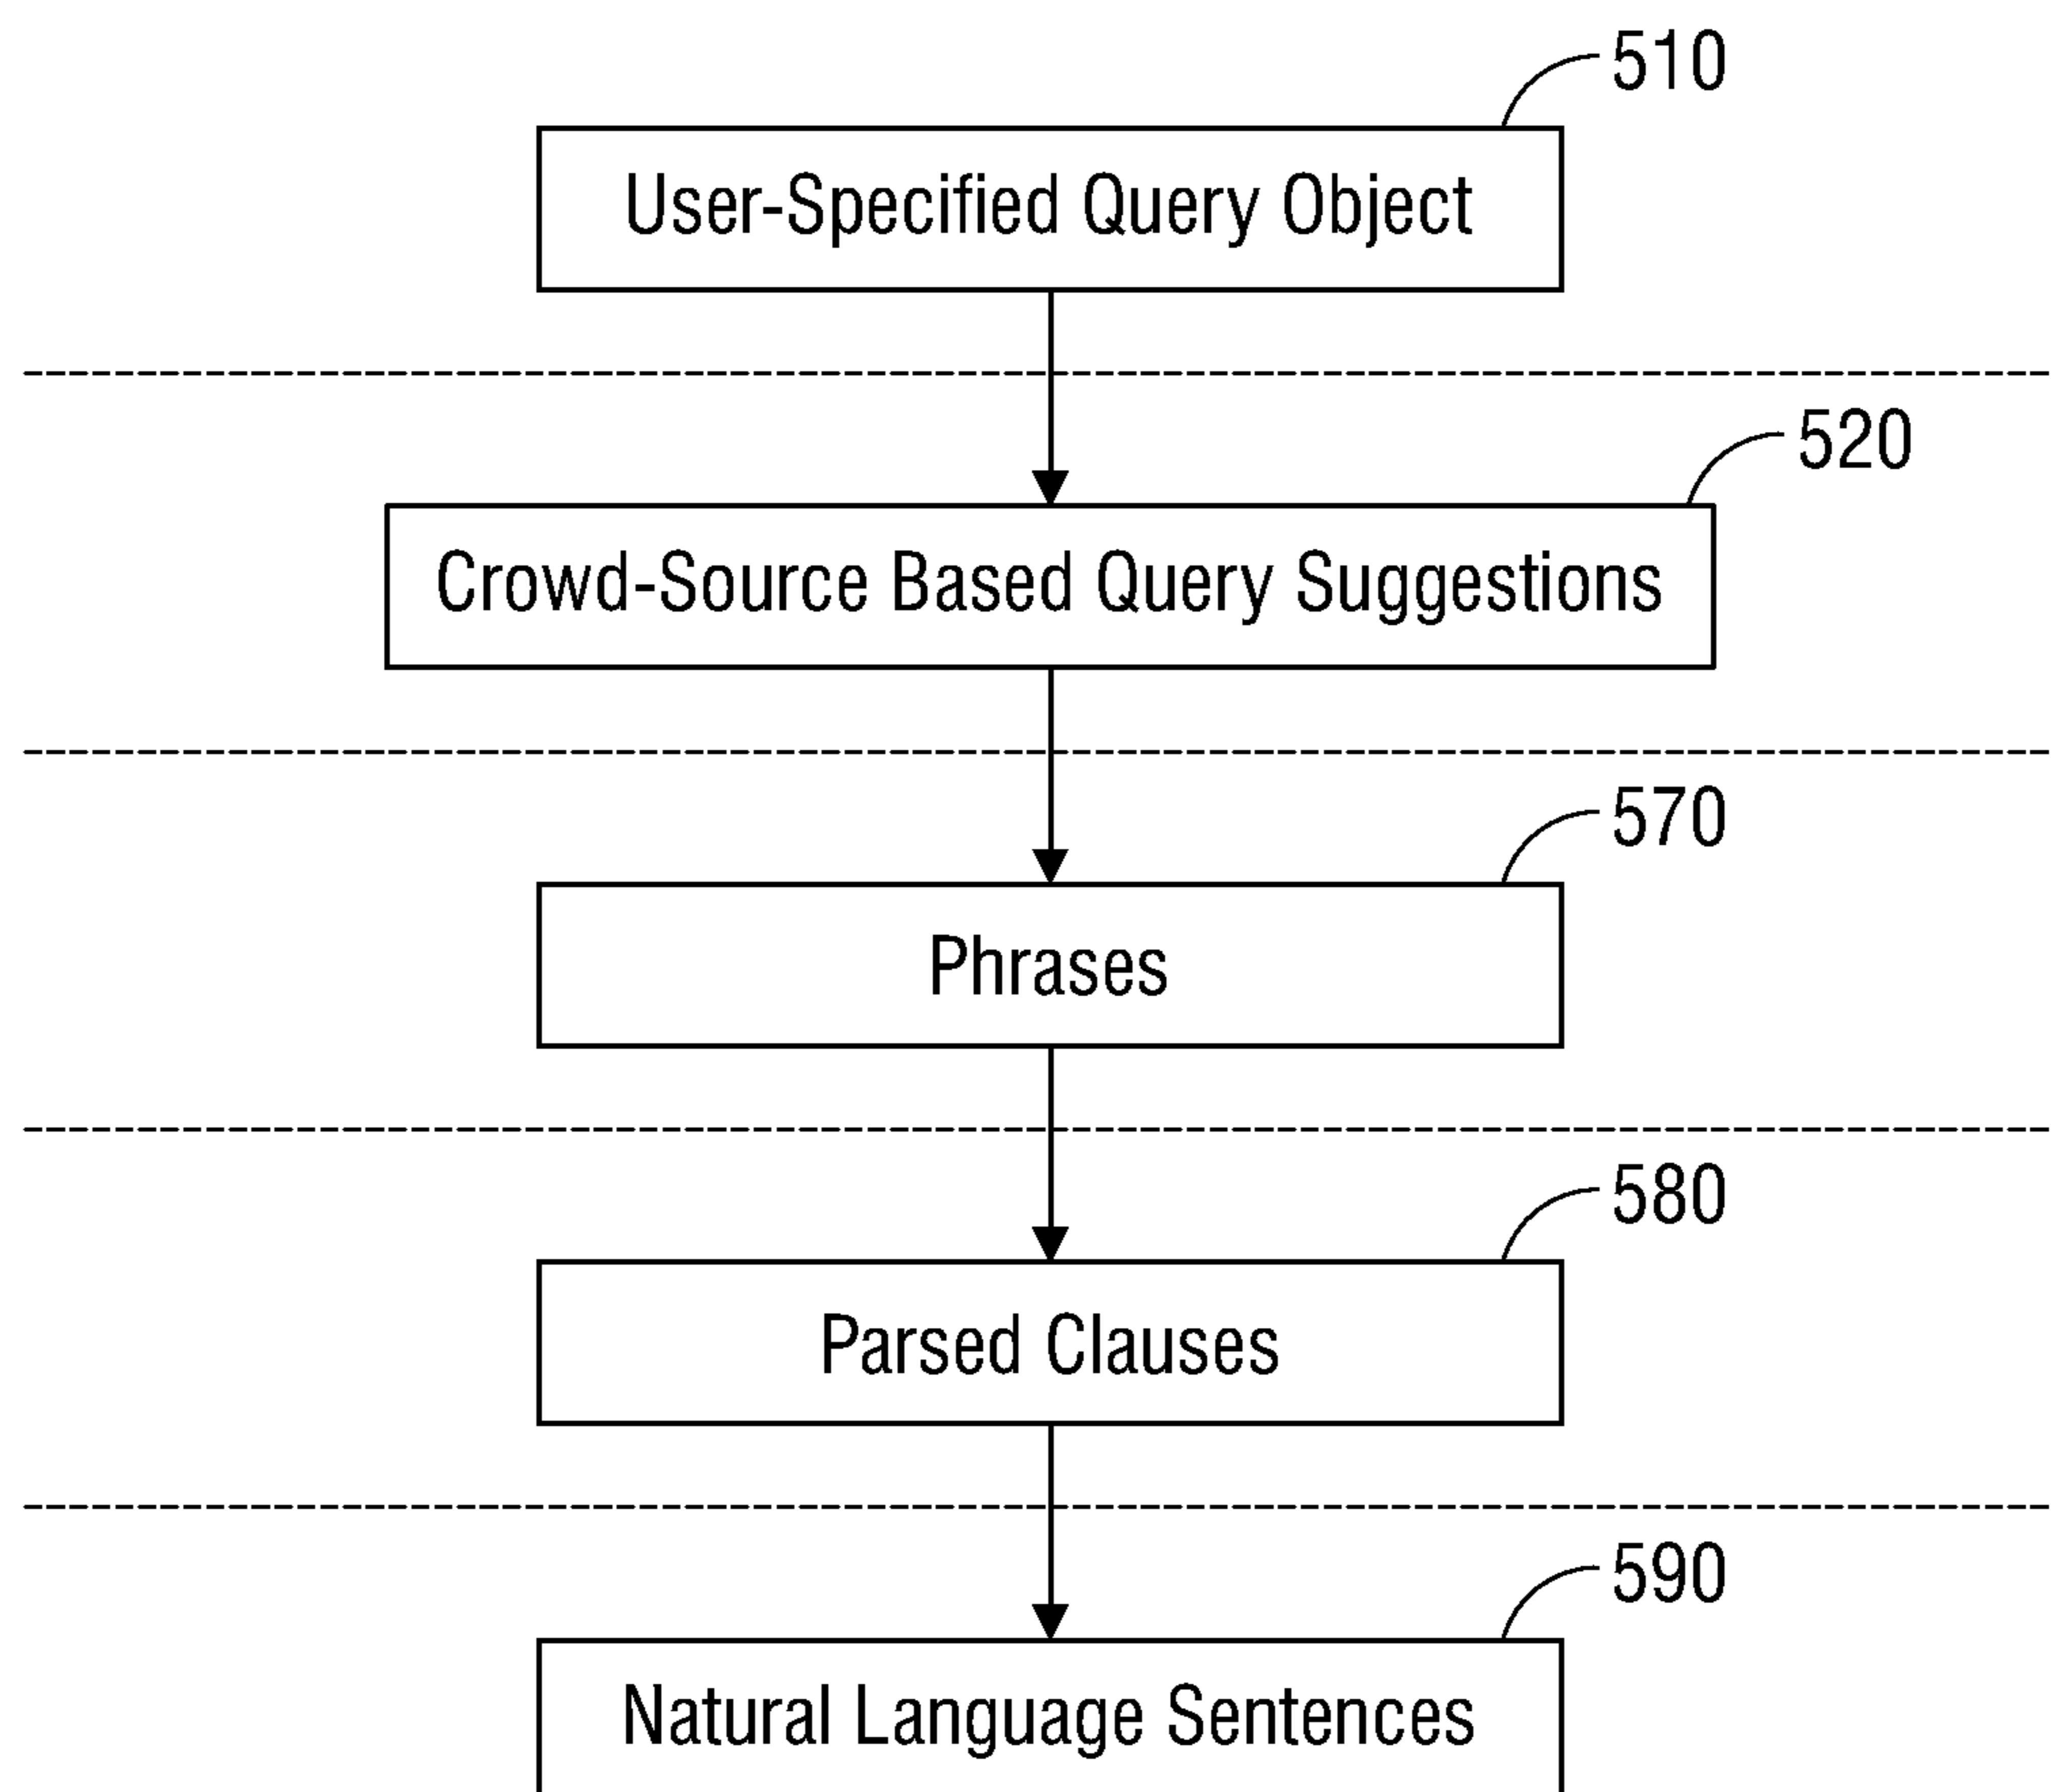 510
User-Specified Query Object
520
Crowd-Source Based Query Suggestions
570
Phrases
580
Parsed Clauses
590
Natural Language Sentences